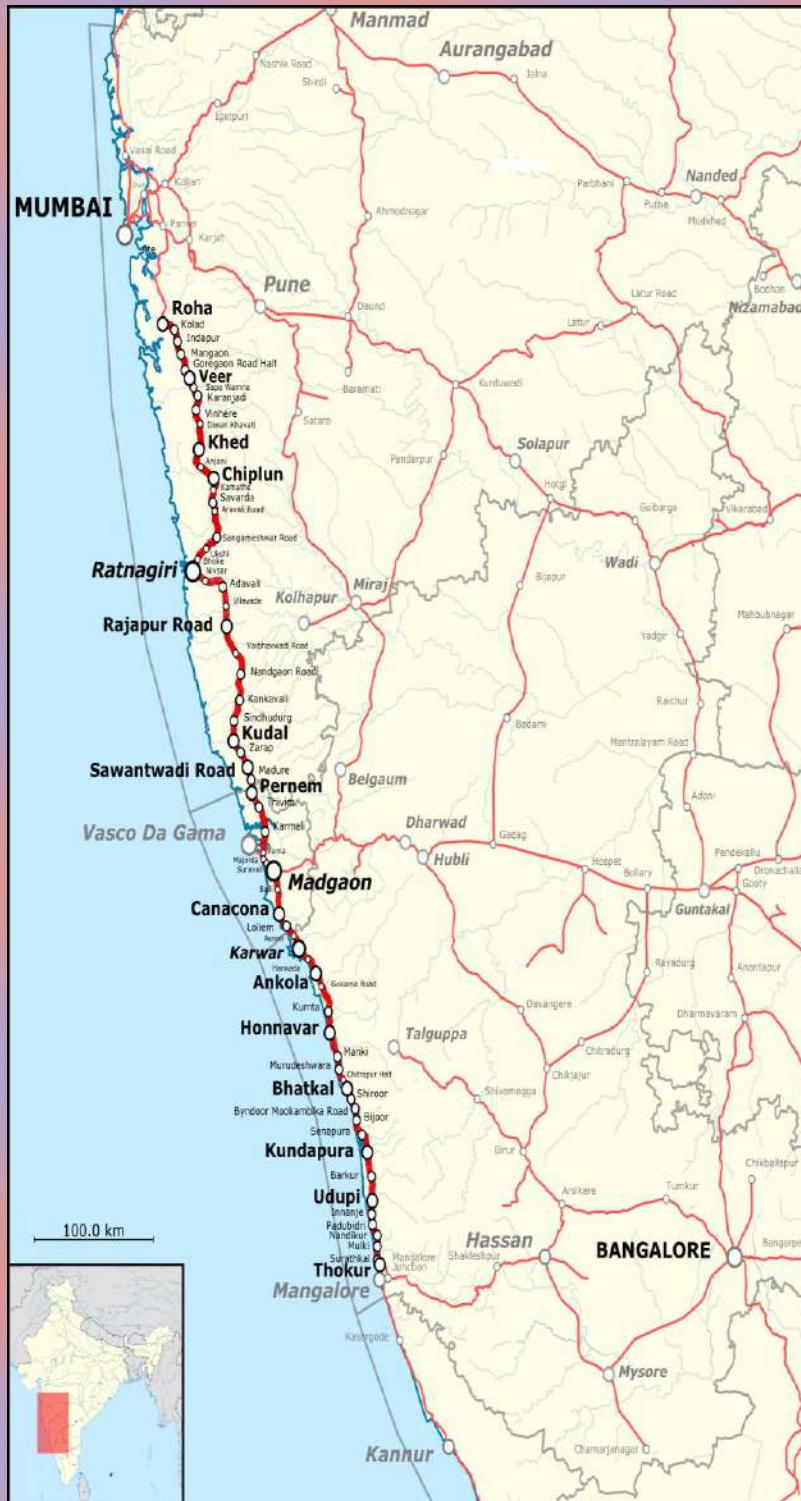 Manmad
Aurangabad
Nashik Road
Jalna
Shirdi
Igatpuri
Vasai Road
Parbhani
Nanded
Kalyan
Purna
Mudkhed
MUMBAI
Ahmednagar
Panvel
Karjat
Bodhan
Pune
Latur Road
Nizamabad
Roha
Kolad
Daund
Latur
Indapur
Mangaon
Goregaon Road Halt
Veer
Baramati
Kurduwadi
Sape Wamne
Karanjadi
Vinhere
Satara
Diwan Khavati
Khed
Pandarpur
Solapur
Anjani
Chiplun
Hotgi
Kamathe
Savarda
Aravali Road
Gulbarga
Vikarabad
Sangameshwar Road
Ukshi
Bhoke
Wadi
Ratnagiri
Nivsar
Adavali
Bijapur
Miraj
Vilavade
Kolhapur
Mahbubnagar
Rajapur Road
Yadgir
Vaibhavwadi Road
Nandgaon Road
Kankavali
Raichur
Sindhudurg
Badami
Kudal
Zarap
Mantralayam Road
Sawantwadi Road
Madure
Belgaum
Pernem
Thivim
Adoni
Karmali
Vasco Da Gama
Dharwad
Gadag
Pendekallu
Verna
Majorda
Hubli
Dronachalla
Suravali
Hospet
Madgaon
Bellary
Gooty
Balli
Guntakal
Canacona
Loliem
Asnoti
Karwar
Harwada
Rayadurg
Anantapur
Ankola
Gokarna Road
Kumta
Davangere
Dharmavaram
Honnavar
Talguppa
Chitradurg
Manki
Murudeshwara
Chitrapur Halt
Chikjajur
Bhatkal
Shiroor
Shivamogga
Byndoor Mookambika Road
Bijoor
Senapura
Kundapura
Birur
Chikballapur
Barkur
Arsikere
Tumkur
Udupi
Innanje
Padubidri
Nandikur
100.0 km
Mulki
Hassan
BANGALORE
Surathkal
Mangalore
Junction
Sakleshpur
Bangarpe
Thokur
Mangalore
Kasargode
Mysore
Kannur
Chamarjanagar